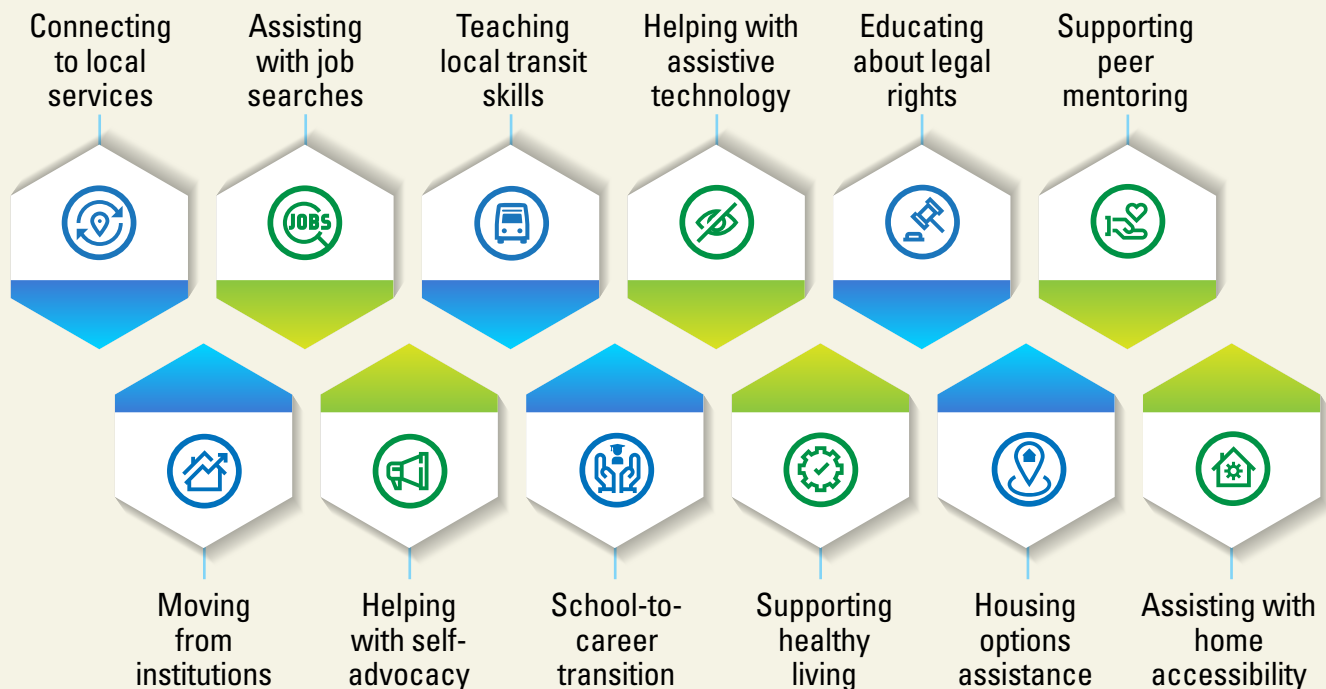 Connecting
to local
services
Assisting
with job
searches
Teaching
local transit
skills
Helping with
assistive
technology
Educating
about legal
rights
Supporting
peer
mentoring
JOBS
Moving
from
institutions
Helping
with self-
advocacy
School-to-
career
transition
Supporting
healthy
living
Housing
options
assistance
Assisting with
home
accessibility